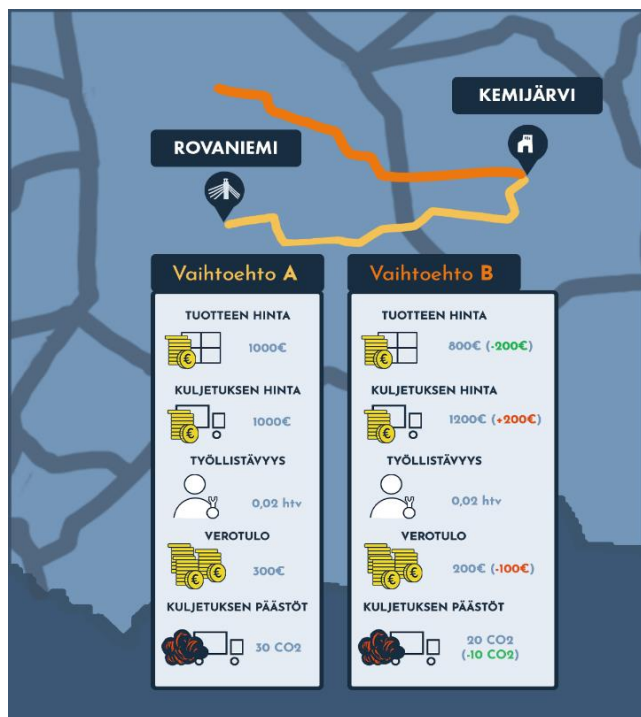 KEMIJÄRVI
ROVANIEMI
Vaihtoehto A
TUOTTEEN HINTA
1000€
KULJETUKSEN HINTA
1000€
TYÖLLISTÄVYYS
0,02 htv
VEROTULO
300€
KULJETUKSEN PÄÄSTÖT
30 CO2
Vaihtoehto B
TUOTTEEN HINTA
800€ (-200€)
KULJETUKSEN HINTA
1200€ (+200€)
TYÖLLISTÄVYYS
0,02 htv
VEROTULO
200€ (-100€)
KULJETUKSEN PÄÄSTÖT
20 CO2
(-10 CO2)